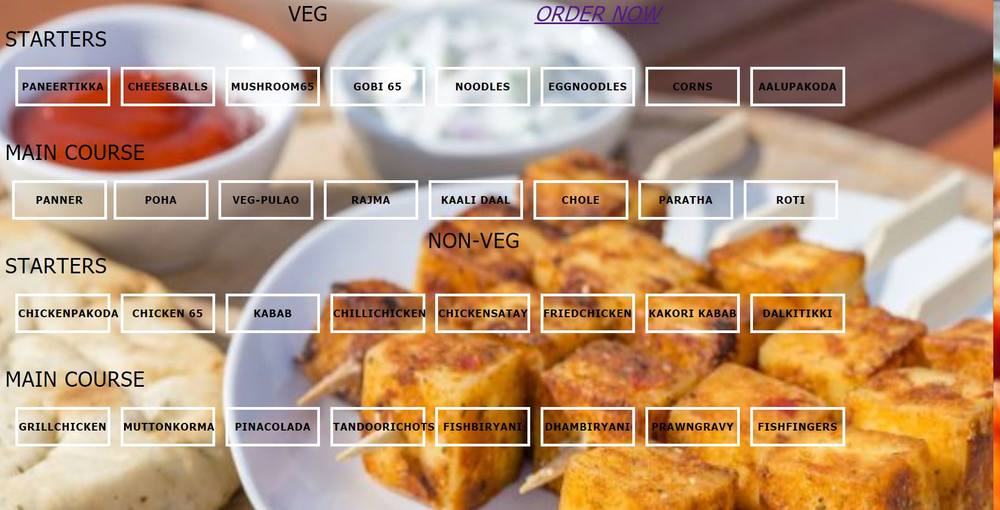 VEG ORDER NOW
STARTERS
PANEERTIKKA CHEESEBALLS MUSHROOM65 GOBI 65 NOODLES EGGNOODLES CORNS AALUPAKODA
MAIN COURSE
PANNER POHA VEG-PULAO RAJMA KAALI DAAL CHOLE PARATHA ROTI
NON-VEG
STARTERS
CHICKENPAKODA CHICKEN 65 KABAB CHILLICHICKEN CHICKENSATAY FRIEDCHICKEN KAKORI KABAB DALKITIKKI
MAIN COURSE
GRILLCHICKEN MUTTONKORMA PINACOLADA TANDOORICHOTS FISHBIRYANI DHAMBIRYANI PRAWNGRAVY FISHFINGERS